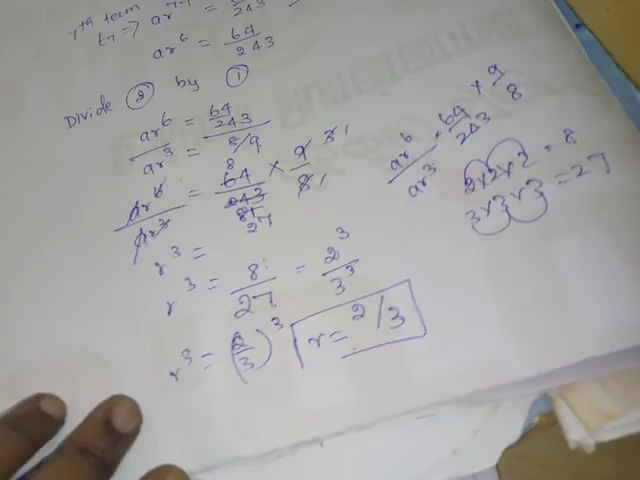 7th term ar^7-1 = /243
t7 => ar^6 = 64/243
Divide ② by ①
ar^6/ar^3 = 64/243 / 8/9
ar^6/ar^3 = 64/243 × 9/8
r^3 =
r^3 = 8/27 = 2^3/3^3
r^3 = (2/3)^3
r = 2/3
ar^6/ar^3 = 64/243 × 9/8
2×2×2 = 8
3×3×3 = 27